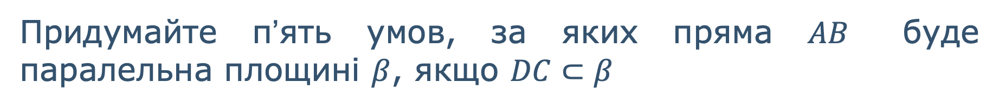 Придумайте п’ять умов, за яких пряма 𝐴𝐵 буде
паралельна площині 𝛽, якщо 𝐷𝐶 ⊂ 𝛽